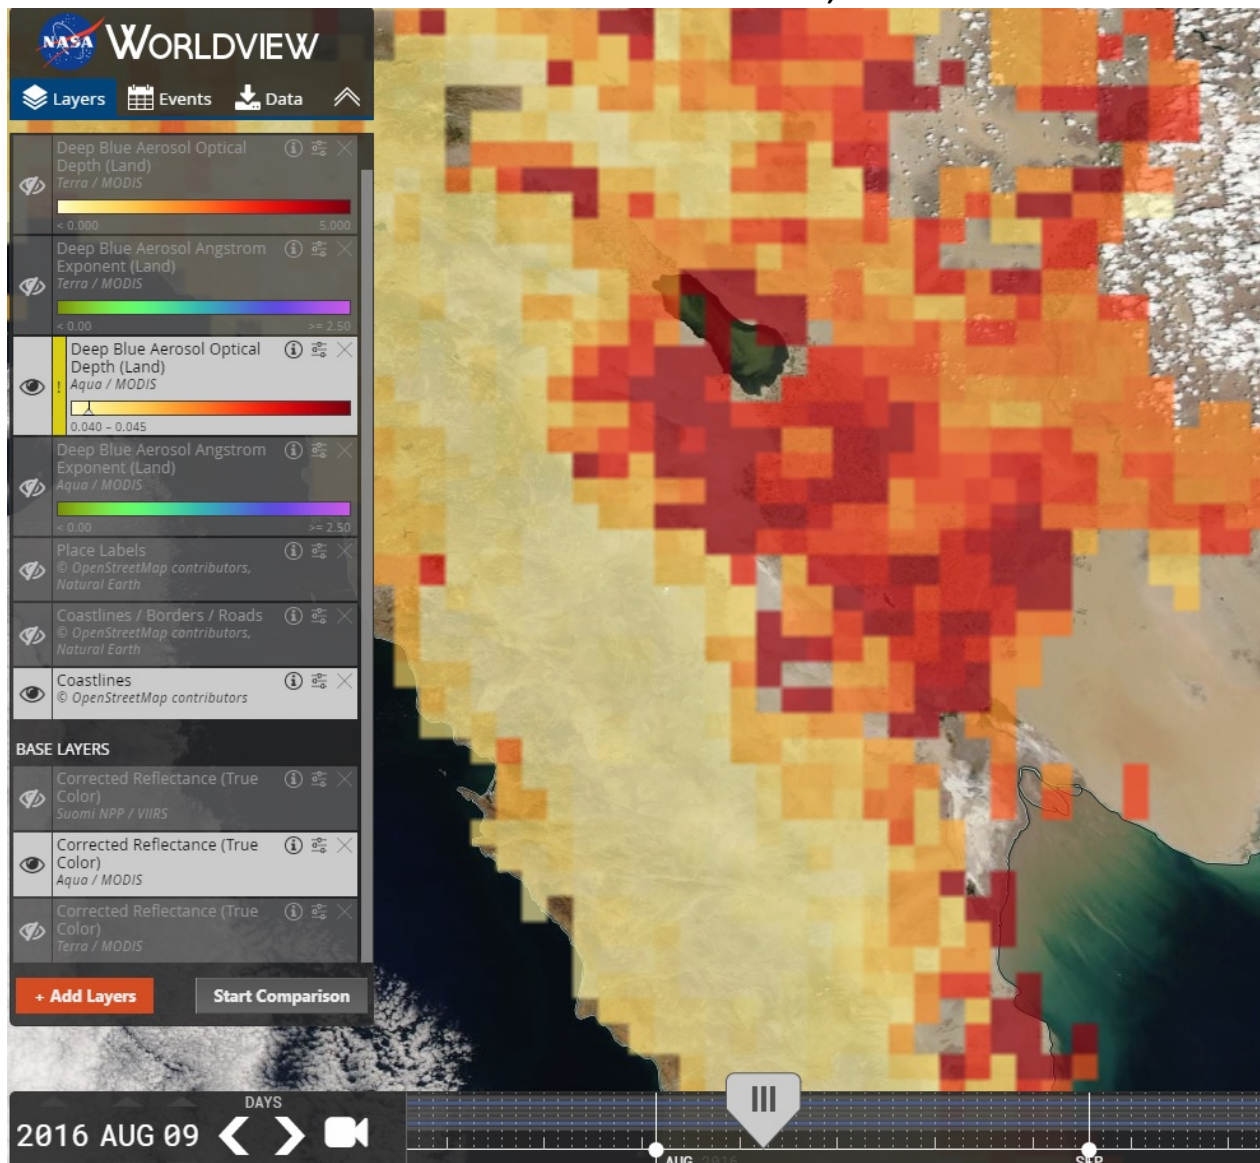 NASA WORLDVIEW
Layers Events Data
Deep Blue Aerosol Optical
Depth (Land)
Terra / MODIS
< 0.000 5.000
Deep Blue Aerosol Angstrom
Exponent (Land)
Terra / MODIS
< 0.00 >= 2.50
!
Deep Blue Aerosol Optical
Depth (Land)
Aqua / MODIS
0.040 – 0.045
Deep Blue Aerosol Angstrom
Exponent (Land)
Aqua / MODIS
< 0.00 >= 2.50
Place Labels
© OpenStreetMap contributors,
Natural Earth
Coastlines / Borders / Roads
© OpenStreetMap contributors,
Natural Earth
Coastlines
© OpenStreetMap contributors
BASE LAYERS
Corrected Reflectance (True
Color)
Suomi NPP / VIIRS
Corrected Reflectance (True
Color)
Aqua / MODIS
Corrected Reflectance (True
Color)
Terra / MODIS
+ Add Layers Start Comparison
DAYS
2016 AUG 09
AUG 2016 SEP